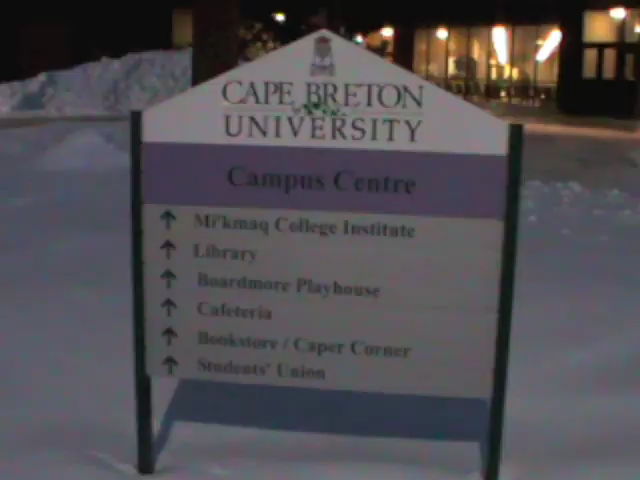 CAPE BRETON
UNIVERSITY
Campus Centre
↑ Mi'kmaq College Institute
↑ Library
↑ Boardmore Playhouse
↑ Cafeteria
↑ Bookstore / Caper Corner
↑ Students' Union